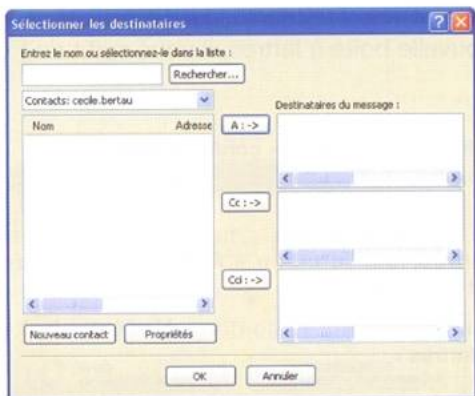 Sélectionner les destinataires
Entrez le nom ou sélectionnez-le dans la liste :
Rechercher...
Contacts: cecile.bertau
Destinataires du message :
Nom Adresse
A : ->
Cc : ->
Cci : ->
Nouveau contact Propriétés
OK Annuler